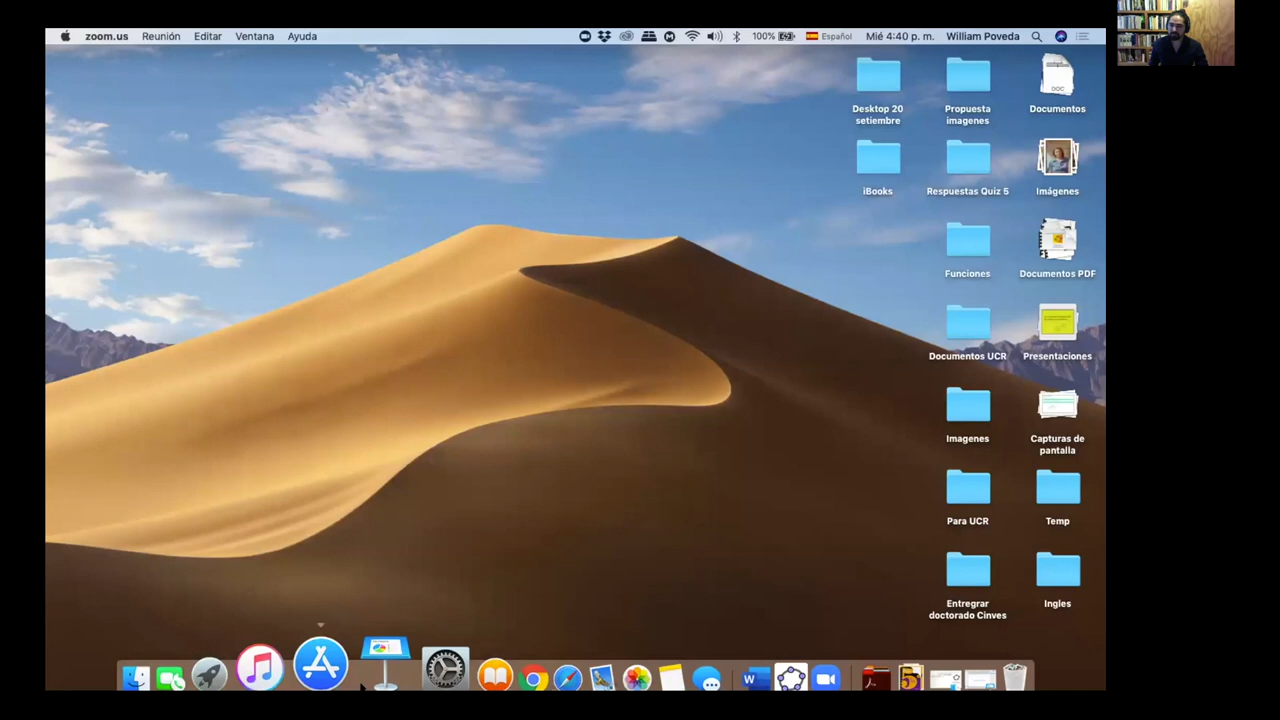 zoom.us Reunión Editar Ventana Ayuda 100% Español Mié 4:40 p. m. William Poveda
Desktop 20 setiembre
Propuesta imagenes
DOC
Documentos
iBooks
Respuestas Quiz 5
Imágenes
Funciones
Documentos PDF
Documentos UCR
Presentaciones
Imagenes
Capturas de pantalla
Para UCR
Temp
Entregrar doctorado Cinves
Ingles
W
5